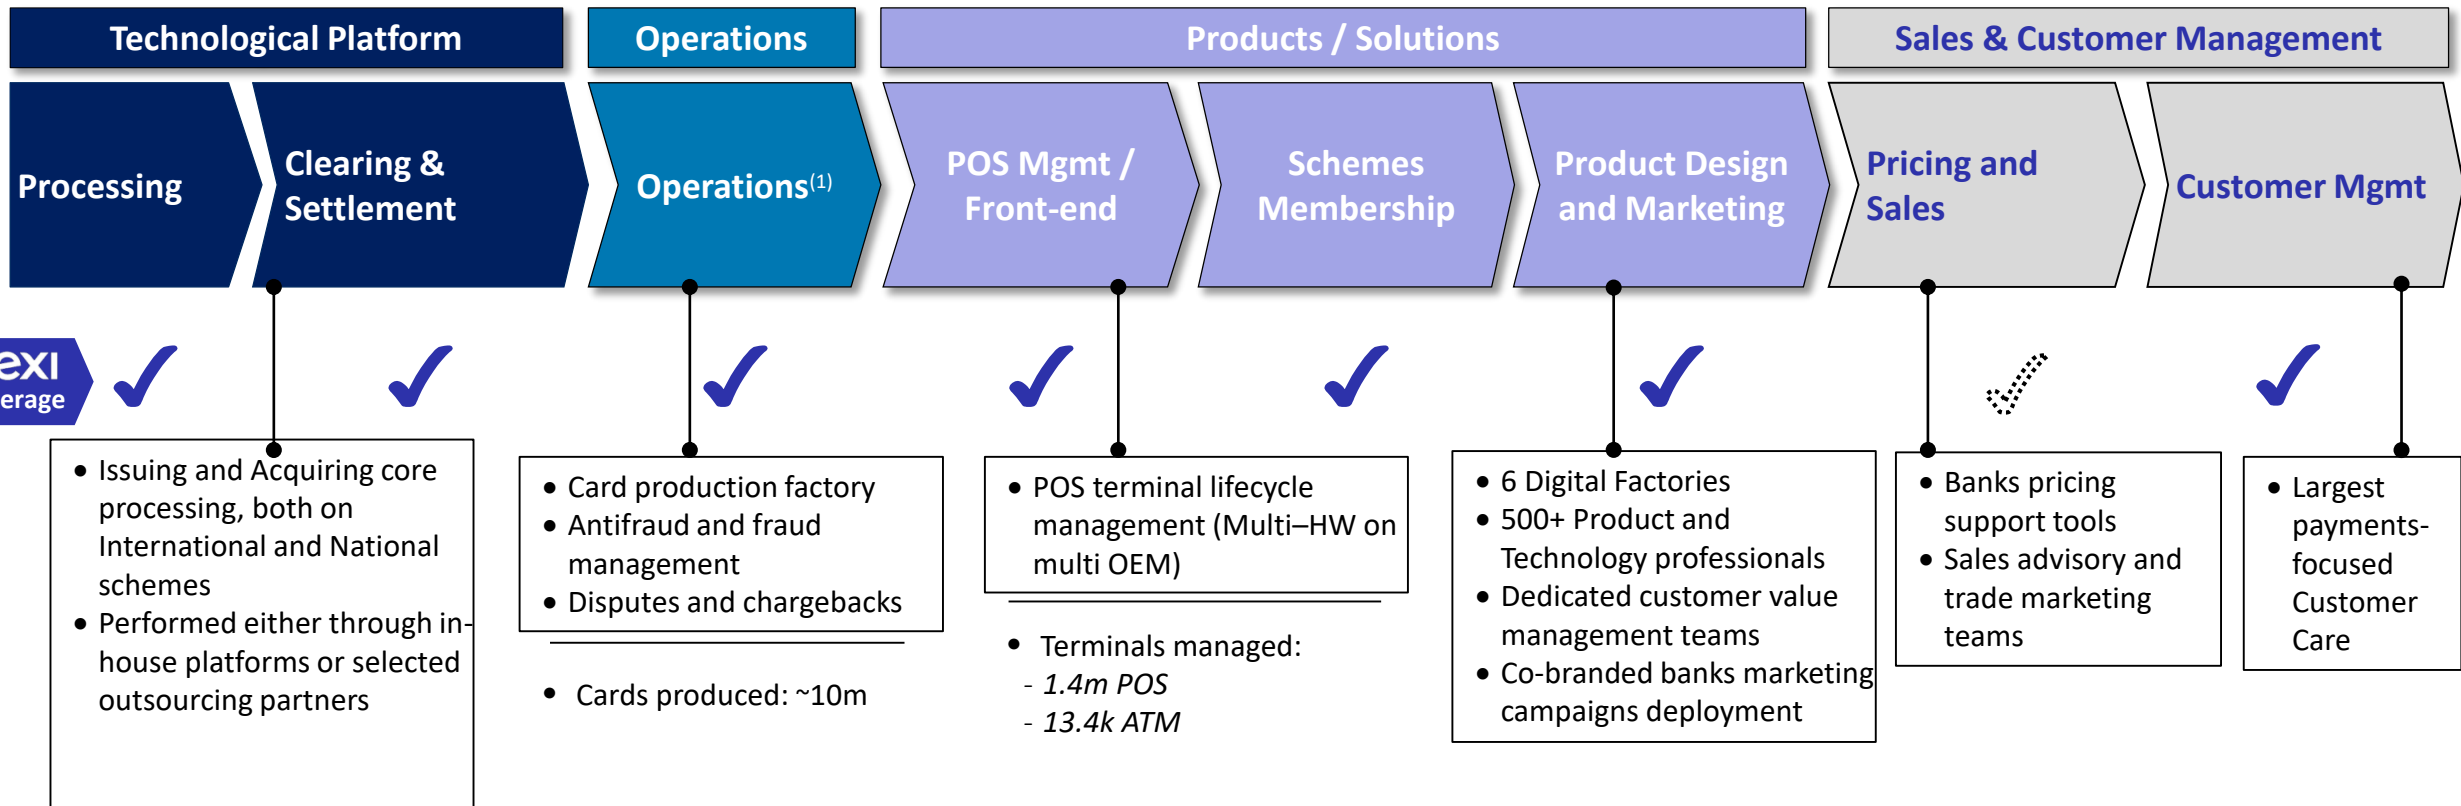 Technological Platform
Operations
Products / Solutions
Sales & Customer Management
Processing
Clearing &
Settlement
Operations(1)
POS Mgmt /
Front-end
Schemes
Membership
Product Design
and Marketing
Pricing and
Sales
Customer Mgmt
exi
erage
• Issuing and Acquiring core
processing, both on
International and National
schemes
• Performed either through in-
house platforms or selected
outsourcing partners
• Card production factory
• Antifraud and fraud
management
• Disputes and chargebacks
• Cards produced: ~10m
• POS terminal lifecycle
management (Multi–HW on
multi OEM)
• Terminals managed:
- 1.4m POS
- 13.4k ATM
• 6 Digital Factories
• 500+ Product and
Technology professionals
• Dedicated customer value
management teams
• Co-branded banks marketing
campaigns deployment
• Banks pricing
support tools
• Sales advisory and
trade marketing
teams
• Largest
payments-
focused
Customer
Care